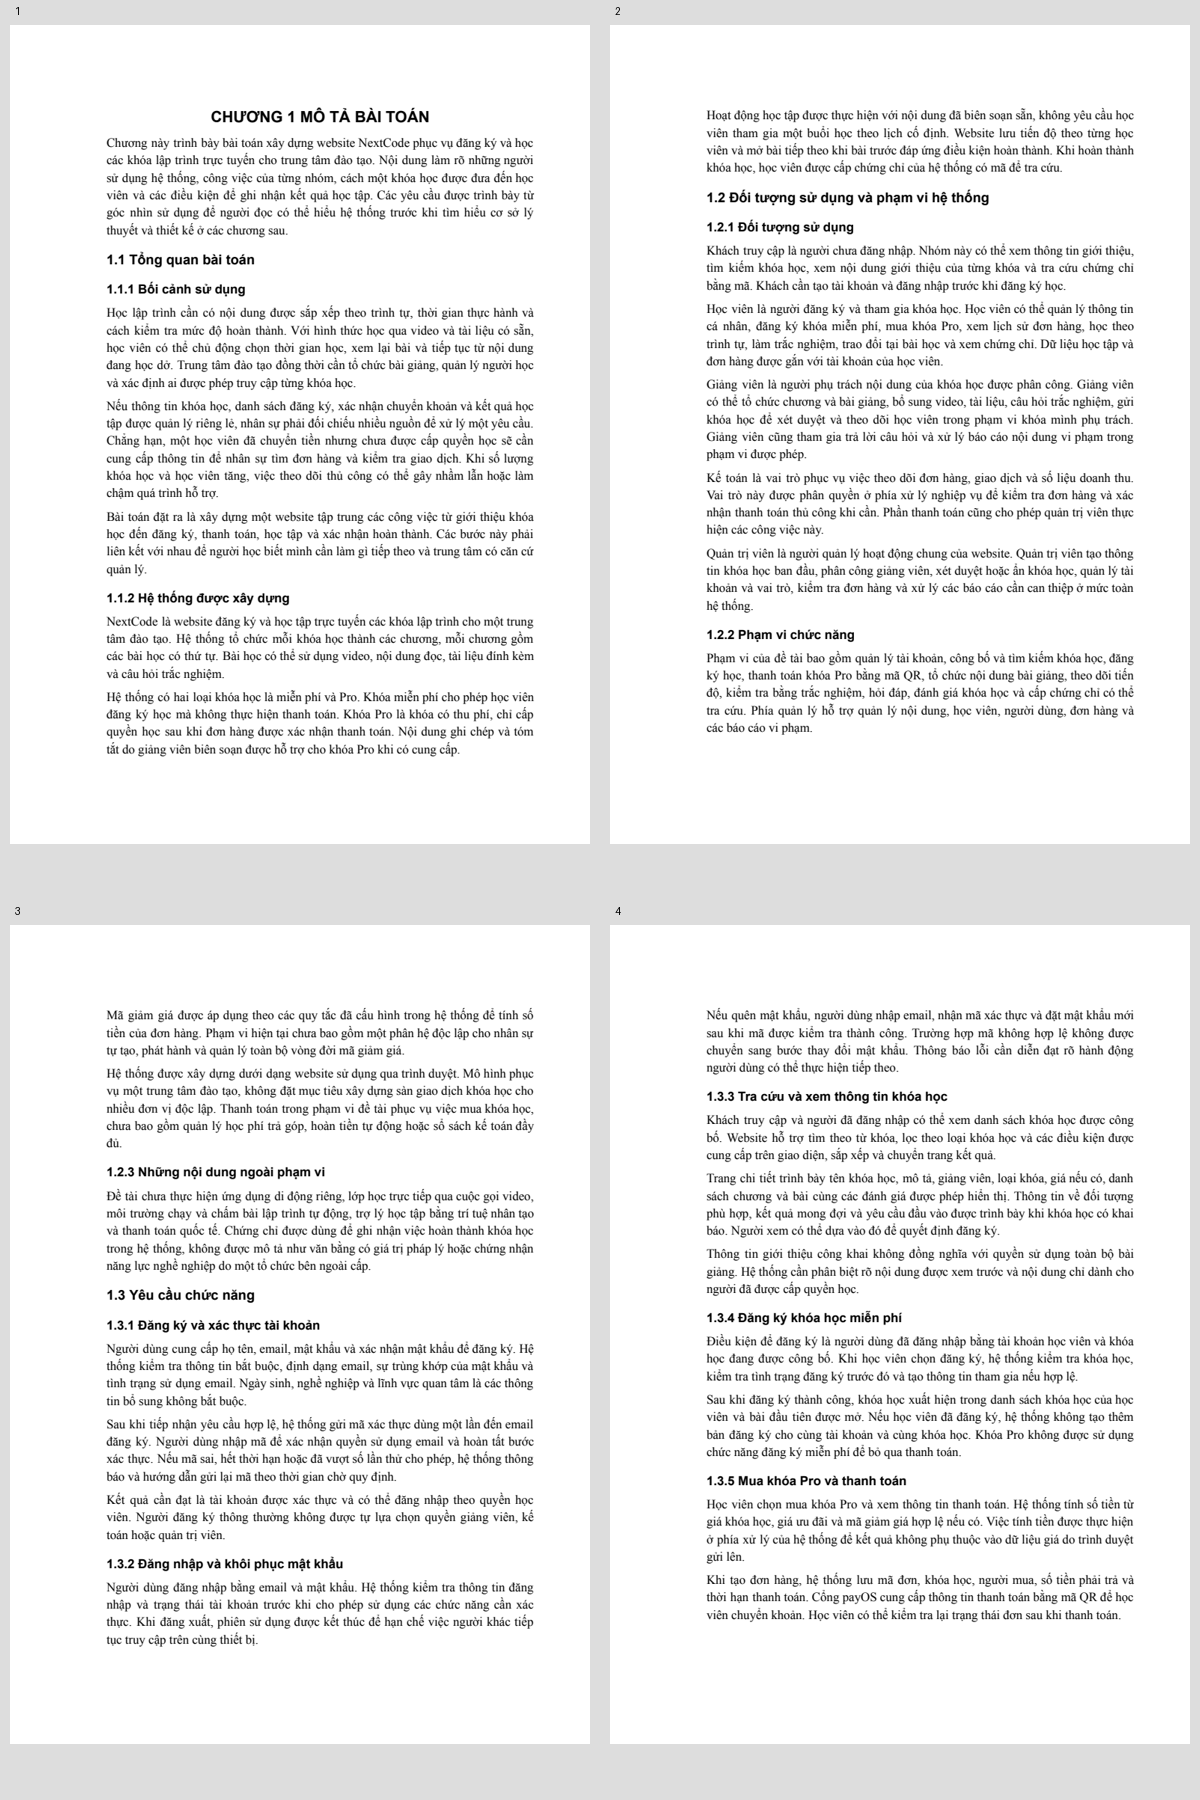 1
CHƯƠNG 1 MÔ TẢ BÀI TOÁN
Chương này trình bày bài toán xây dựng website NextCode phục vụ đăng ký và học
các khóa lập trình trực tuyến cho trung tâm đào tạo. Nội dung làm rõ những người
sử dụng hệ thống, công việc của từng nhóm, cách một khóa học được đưa đến học
viên và các điều kiện để ghi nhận kết quả học tập. Các yêu cầu được trình bày từ
góc nhìn sử dụng để người đọc có thể hiểu hệ thống trước khi tìm hiểu cơ sở lý
thuyết và thiết kế ở các chương sau.
1.1 Tổng quan bài toán
1.1.1 Bối cảnh sử dụng
Học lập trình cần có nội dung được sắp xếp theo trình tự, thời gian thực hành và
cách kiểm tra mức độ hoàn thành. Với hình thức học qua video và tài liệu có sẵn,
học viên có thể chủ động chọn thời gian học, xem lại bài và tiếp tục từ nội dung
đang học dở. Trung tâm đào tạo đồng thời cần tổ chức bài giảng, quản lý người học
và xác định ai được phép truy cập từng khóa học.
Nếu thông tin khóa học, danh sách đăng ký, xác nhận chuyển khoản và kết quả học
tập được quản lý riêng lẻ, nhân sự phải đối chiếu nhiều nguồn để xử lý một yêu cầu.
Chẳng hạn, một học viên đã chuyển tiền nhưng chưa được cấp quyền học sẽ cần
cung cấp thông tin để nhân sự tìm đơn hàng và kiểm tra giao dịch. Khi số lượng
khóa học và học viên tăng, việc theo dõi thủ công có thể gây nhầm lẫn hoặc làm
chậm quá trình hỗ trợ.
Bài toán đặt ra là xây dựng một website tập trung các công việc từ giới thiệu khóa
học đến đăng ký, thanh toán, học tập và xác nhận hoàn thành. Các bước này phải
liên kết với nhau để người học biết mình cần làm gì tiếp theo và trung tâm có căn cứ
quản lý.
1.1.2 Hệ thống được xây dựng
NextCode là website đăng ký và học tập trực tuyến các khóa lập trình cho một trung
tâm đào tạo. Hệ thống tổ chức mỗi khóa học thành các chương, mỗi chương gồm
các bài học có thứ tự. Bài học có thể sử dụng video, nội dung đọc, tài liệu đính kèm
và câu hỏi trắc nghiệm.
Hệ thống có hai loại khóa học là miễn phí và Pro. Khóa miễn phí cho phép học viên
đăng ký học mà không thực hiện thanh toán. Khóa Pro là khóa có thu phí, chỉ cấp
quyền học sau khi đơn hàng được xác nhận thanh toán. Nội dung ghi chép và tóm
tắt do giảng viên biên soạn được hỗ trợ cho khóa Pro khi có cung cấp.
2
Hoạt động học tập được thực hiện với nội dung đã biên soạn sẵn, không yêu cầu học
viên tham gia một buổi học theo lịch cố định. Website lưu tiến độ theo từng học
viên và mở bài tiếp theo khi bài trước đáp ứng điều kiện hoàn thành. Khi hoàn thành
khóa học, học viên được cấp chứng chỉ của hệ thống có mã để tra cứu.
1.2 Đối tượng sử dụng và phạm vi hệ thống
1.2.1 Đối tượng sử dụng
Khách truy cập là người chưa đăng nhập. Nhóm này có thể xem thông tin giới thiệu,
tìm kiếm khóa học, xem nội dung giới thiệu của từng khóa và tra cứu chứng chỉ
bằng mã. Khách cần tạo tài khoản và đăng nhập trước khi đăng ký học.
Học viên là người đăng ký và tham gia khóa học. Học viên có thể quản lý thông tin
cá nhân, đăng ký khóa miễn phí, mua khóa Pro, xem lịch sử đơn hàng, học theo
trình tự, làm trắc nghiệm, trao đổi tại bài học và xem chứng chỉ. Dữ liệu học tập và
đơn hàng được gắn với tài khoản của học viên.
Giảng viên là người phụ trách nội dung của khóa học được phân công. Giảng viên
có thể tổ chức chương và bài giảng, bổ sung video, tài liệu, câu hỏi trắc nghiệm, gửi
khóa học để xét duyệt và theo dõi học viên trong phạm vi khóa mình phụ trách.
Giảng viên cũng tham gia trả lời câu hỏi và xử lý báo cáo nội dung vi phạm trong
phạm vi được phép.
Kế toán là vai trò phục vụ việc theo dõi đơn hàng, giao dịch và số liệu doanh thu.
Vai trò này được phân quyền ở phía xử lý nghiệp vụ để kiểm tra đơn hàng và xác
nhận thanh toán thủ công khi cần. Phần thanh toán cũng cho phép quản trị viên thực
hiện các công việc này.
Quản trị viên là người quản lý hoạt động chung của website. Quản trị viên tạo thông
tin khóa học ban đầu, phân công giảng viên, xét duyệt hoặc ẩn khóa học, quản lý tài
khoản và vai trò, kiểm tra đơn hàng và xử lý các báo cáo cần can thiệp ở mức toàn
hệ thống.
1.2.2 Phạm vi chức năng
Phạm vi của đề tài bao gồm quản lý tài khoản, công bố và tìm kiếm khóa học, đăng
ký học, thanh toán khóa Pro bằng mã QR, tổ chức nội dung bài giảng, theo dõi tiến
độ, kiểm tra bằng trắc nghiệm, hỏi đáp, đánh giá khóa học và cấp chứng chỉ có thể
tra cứu. Phía quản lý hỗ trợ quản lý nội dung, học viên, người dùng, đơn hàng và
các báo cáo vi phạm.
3
Mã giảm giá được áp dụng theo các quy tắc đã cấu hình trong hệ thống để tính số
tiền của đơn hàng. Phạm vi hiện tại chưa bao gồm một phân hệ độc lập cho nhân sự
tự tạo, phát hành và quản lý toàn bộ vòng đời mã giảm giá.
Hệ thống được xây dựng dưới dạng website sử dụng qua trình duyệt. Mô hình phục
vụ một trung tâm đào tạo, không đặt mục tiêu xây dựng sàn giao dịch khóa học cho
nhiều đơn vị độc lập. Thanh toán trong phạm vi đề tài phục vụ việc mua khóa học,
chưa bao gồm quản lý học phí trả góp, hoàn tiền tự động hoặc sổ sách kế toán đầy
đủ.
1.2.3 Những nội dung ngoài phạm vi
Đề tài chưa thực hiện ứng dụng di động riêng, lớp học trực tiếp qua cuộc gọi video,
môi trường chạy và chấm bài lập trình tự động, trợ lý học tập bằng trí tuệ nhân tạo
và thanh toán quốc tế. Chứng chỉ được dùng để ghi nhận việc hoàn thành khóa học
trong hệ thống, không được mô tả như văn bằng có giá trị pháp lý hoặc chứng nhận
năng lực nghề nghiệp do một tổ chức bên ngoài cấp.
1.3 Yêu cầu chức năng
1.3.1 Đăng ký và xác thực tài khoản
Người dùng cung cấp họ tên, email, mật khẩu và xác nhận mật khẩu để đăng ký. Hệ
thống kiểm tra thông tin bắt buộc, định dạng email, sự trùng khớp của mật khẩu và
tình trạng sử dụng email. Ngày sinh, nghề nghiệp và lĩnh vực quan tâm là các thông
tin bổ sung không bắt buộc.
Sau khi tiếp nhận yêu cầu hợp lệ, hệ thống gửi mã xác thực dùng một lần đến email
đăng ký. Người dùng nhập mã để xác nhận quyền sử dụng email và hoàn tất bước
xác thực. Nếu mã sai, hết thời hạn hoặc đã vượt số lần thử cho phép, hệ thống thông
báo và hướng dẫn gửi lại mã theo thời gian chờ quy định.
Kết quả cần đạt là tài khoản được xác thực và có thể đăng nhập theo quyền học
viên. Người đăng ký thông thường không được tự lựa chọn quyền giảng viên, kế
toán hoặc quản trị viên.
1.3.2 Đăng nhập và khôi phục mật khẩu
Người dùng đăng nhập bằng email và mật khẩu. Hệ thống kiểm tra thông tin đăng
nhập và trạng thái tài khoản trước khi cho phép sử dụng các chức năng cần xác
thực. Khi đăng xuất, phiên sử dụng được kết thúc để hạn chế việc người khác tiếp
tục truy cập trên cùng thiết bị.
4
Nếu quên mật khẩu, người dùng nhập email, nhận mã xác thực và đặt mật khẩu mới
sau khi mã được kiểm tra thành công. Trường hợp mã không hợp lệ không được
chuyển sang bước thay đổi mật khẩu. Thông báo lỗi cần diễn đạt rõ hành động
người dùng có thể thực hiện tiếp theo.
1.3.3 Tra cứu và xem thông tin khóa học
Khách truy cập và người đã đăng nhập có thể xem danh sách khóa học được công
bố. Website hỗ trợ tìm theo từ khóa, lọc theo loại khóa học và các điều kiện được
cung cấp trên giao diện, sắp xếp và chuyển trang kết quả.
Trang chi tiết trình bày tên khóa học, mô tả, giảng viên, loại khóa, giá nếu có, danh
sách chương và bài cùng các đánh giá được phép hiển thị. Thông tin về đối tượng
phù hợp, kết quả mong đợi và yêu cầu đầu vào được trình bày khi khóa học có khai
báo. Người xem có thể dựa vào đó để quyết định đăng ký.
Thông tin giới thiệu công khai không đồng nghĩa với quyền sử dụng toàn bộ bài
giảng. Hệ thống cần phân biệt rõ nội dung được xem trước và nội dung chỉ dành cho
người đã được cấp quyền học.
1.3.4 Đăng ký khóa học miễn phí
Điều kiện để đăng ký là người dùng đã đăng nhập bằng tài khoản học viên và khóa
học đang được công bố. Khi học viên chọn đăng ký, hệ thống kiểm tra khóa học,
kiểm tra tình trạng đăng ký trước đó và tạo thông tin tham gia nếu hợp lệ.
Sau khi đăng ký thành công, khóa học xuất hiện trong danh sách khóa học của học
viên và bài đầu tiên được mở. Nếu học viên đã đăng ký, hệ thống không tạo thêm
bản đăng ký cho cùng tài khoản và cùng khóa học. Khóa Pro không được sử dụng
chức năng đăng ký miễn phí để bỏ qua thanh toán.
1.3.5 Mua khóa Pro và thanh toán
Học viên chọn mua khóa Pro và xem thông tin thanh toán. Hệ thống tính số tiền từ
giá khóa học, giá ưu đãi và mã giảm giá hợp lệ nếu có. Việc tính tiền được thực hiện
ở phía xử lý của hệ thống để kết quả không phụ thuộc vào dữ liệu giá do trình duyệt
gửi lên.
Khi tạo đơn hàng, hệ thống lưu mã đơn, khóa học, người mua, số tiền phải trả và
thời hạn thanh toán. Cổng payOS cung cấp thông tin thanh toán bằng mã QR để học
viên chuyển khoản. Học viên có thể kiểm tra lại trạng thái đơn sau khi thanh toán.